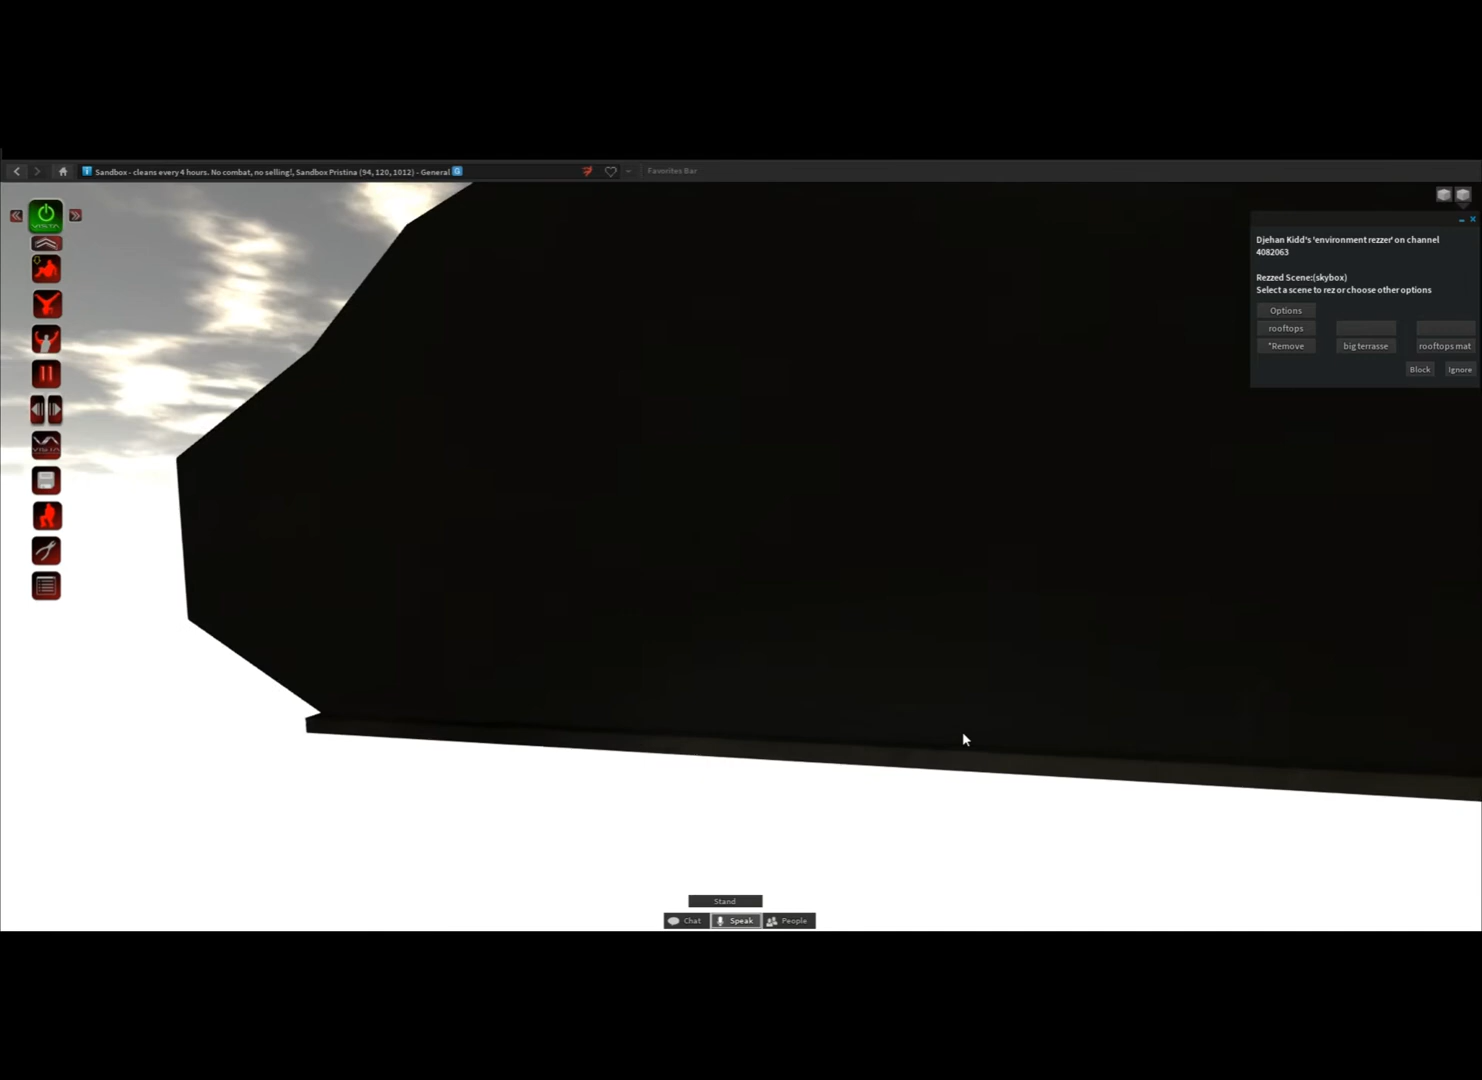 Sandbox - cleans every 4 hours. No combat, no selling!, Sandbox Pristina (94, 120, 1012) - General G
Favorites Bar
VISTA
Djehan Kidd's 'environment rezzer' on channel
4082063
Rezzed Scene:(skybox)
Select a scene to rez or choose other options
Options
rooftops
*Remove big terrasse rooftops mat
Block Ignore
Stand
Chat Speak People